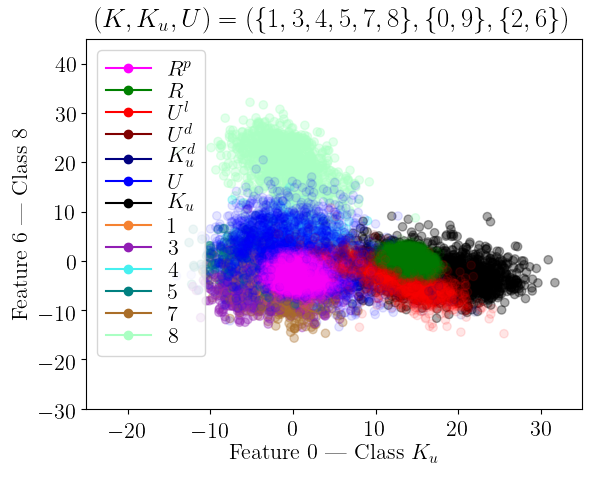 (K, K_u, U) = ({1, 3, 4, 5, 7, 8}, {0, 9}, {2, 6})
Feature 6 — Class 8
40
30
20
10
0
−10
−20
−30
R^p
R
U^l
U^d
K_u^d
U
K_u
1
3
4
5
7
8
−20
−10
0
10
20
30
Feature 0 — Class K_u